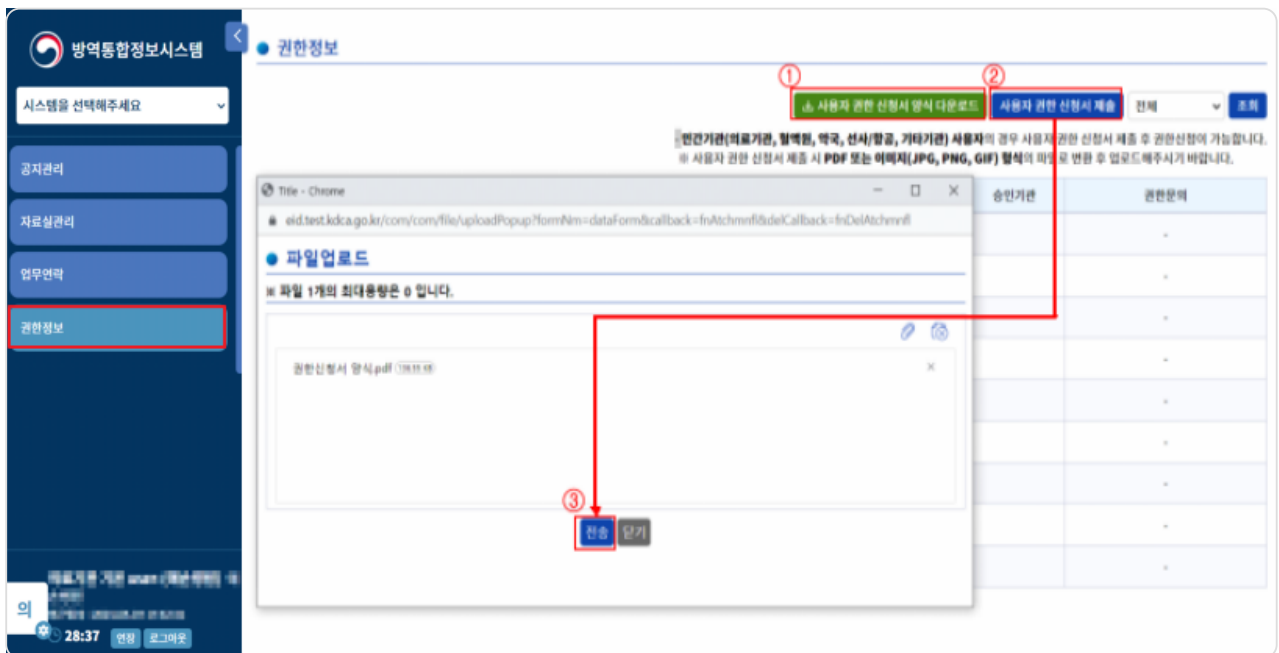 방역통합정보시스템
시스템을 선택해주세요
공지관리
자료실관리
업무연락
권한정보
권한정보
① ②
사용자 권한 신청서 양식 다운로드 사용자 권한 신청서 제출 전체 조회
민간기관(의료기관, 혈액원, 약국, 선사/항공, 기타기관) 사용자의 경우 사용자 권한 신청서 제출 후 권한신청이 가능합니다.
※ 사용자 권한 신청서 제출 시 PDF 또는 이미지(JPG, PNG, GIF) 형식의 파일로 변환 후 업로드해주시기 바랍니다.
승인기관 권한문의
Title - Chrome
eid.test.kdca.go.kr/com/com/file/uploadPopup?formNm=dataForm&callback=fnAtchmnfl&delCallback=fnDelAtchmnfl
파일업로드
※ 파일 1개의 최대용량은 0 입니다.
권한신청서 양식.pdf
③
전송 닫기
-
-
-
-
-
-
-
-
-
의
28:37 연장 로그아웃